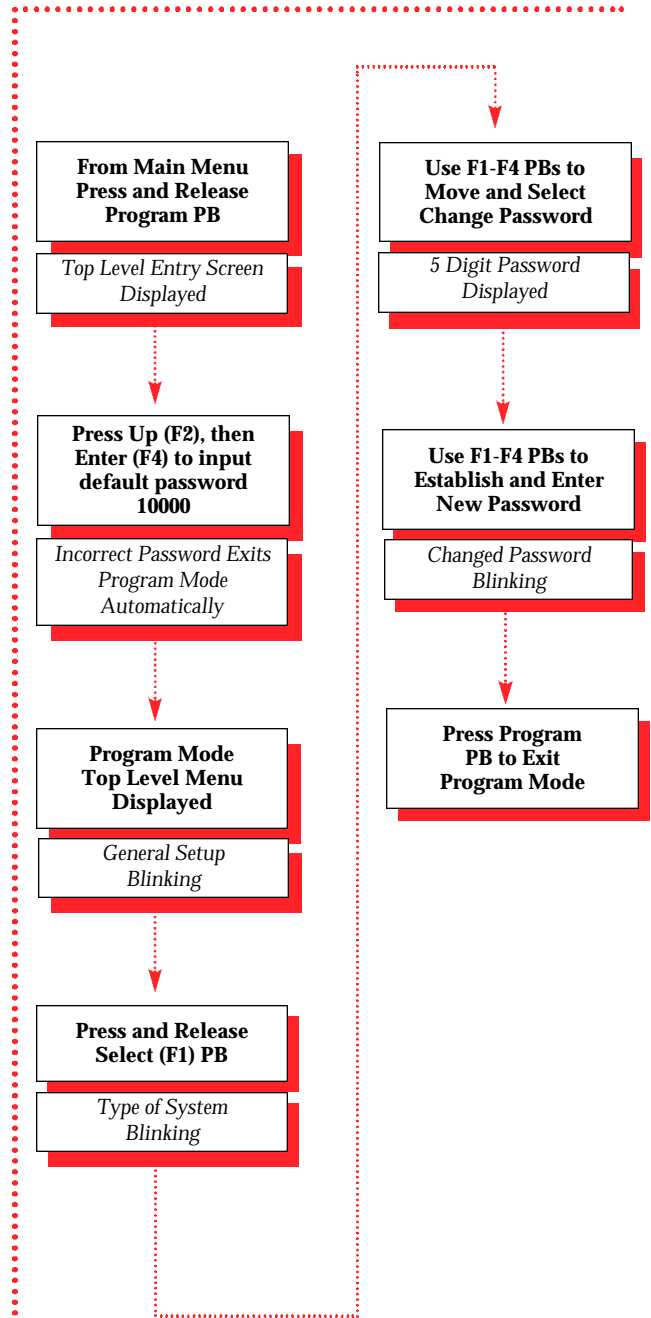 From Main Menu
Press and Release
Program PB
Top Level Entry Screen
Displayed
Press Up (F2), then
Enter (F4) to input
default password
10000
Incorrect Password Exits
Program Mode
Automatically
Program Mode
Top Level Menu
Displayed
General Setup
Blinking
Press and Release
Select (F1) PB
Type of System
Blinking
Use F1-F4 PBs to
Move and Select
Change Password
5 Digit Password
Displayed
Use F1-F4 PBs to
Establish and Enter
New Password
Changed Password
Blinking
Press Program
PB to Exit
Program Mode